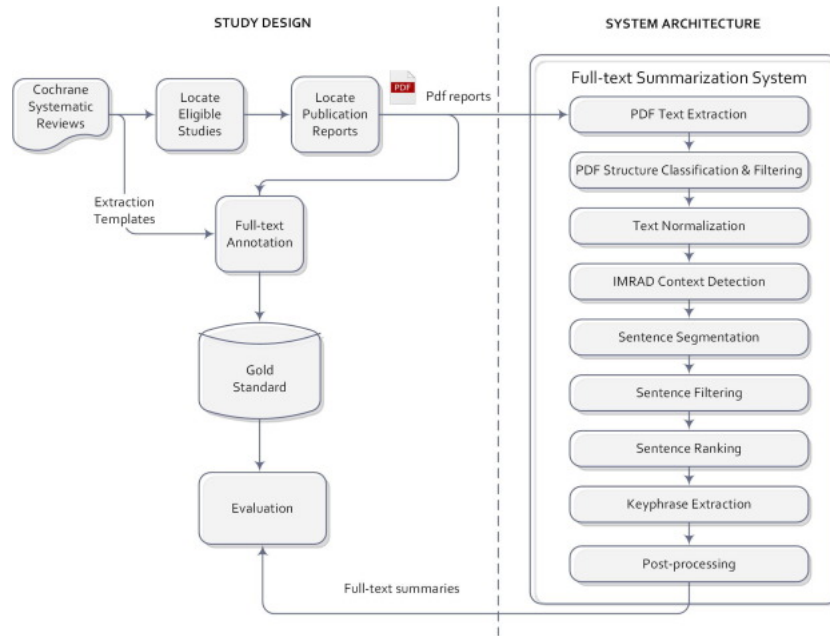 STUDY DESIGN
SYSTEM ARCHITECTURE
Cochrane
Systematic
Reviews
Locate
Eligible
Studies
Locate
Publication
Reports
PDF
Pdf reports
Extraction
Templates
Full-text
Annotation
Gold
Standard
Evaluation
Full-text summaries
Full-text Summarization System
PDF Text Extraction
PDF Structure Classification & Filtering
Text Normalization
IMRAD Context Detection
Sentence Segmentation
Sentence Filtering
Sentence Ranking
Keyphrase Extraction
Post-processing